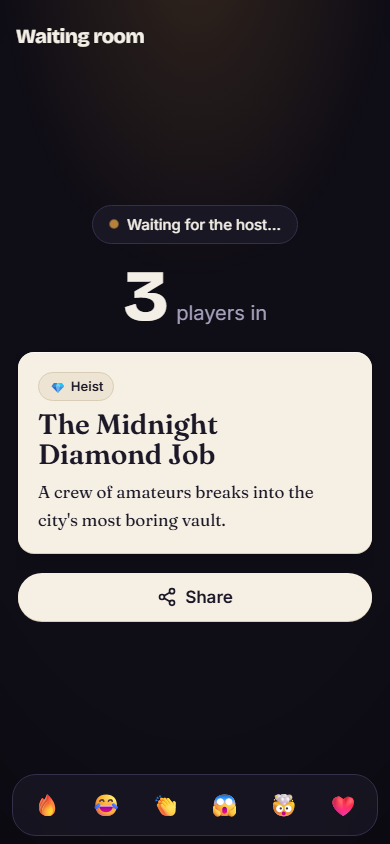 Waiting room
Waiting for the host...
3 players in
Heist
The Midnight
Diamond Job
A crew of amateurs breaks into the
city's most boring vault.
Share